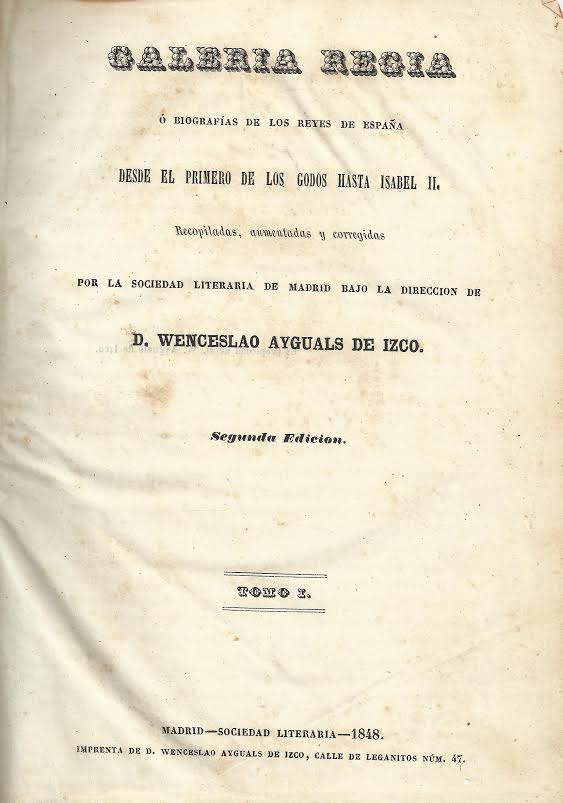 GALERIA REGIA
Ó BIOGRAFÍAS DE LOS REYES DE ESPAÑA
DESDE EL PRIMERO DE LOS GODOS HASTA ISABEL II.
Recopiladas, aumentadas y corregidas
POR LA SOCIEDAD LITERARIA DE MADRID BAJO LA DIRECCION DE
D. WENCESLAO AYGUALS DE IZCO.
Segunda Edicion.
TOMO I.
MADRID—SOCIEDAD LITERARIA—1848.
IMPRENTA DE D. WENCESLAO AYGUALS DE IZCO, CALLE DE LEGANITOS NÚM. 47.